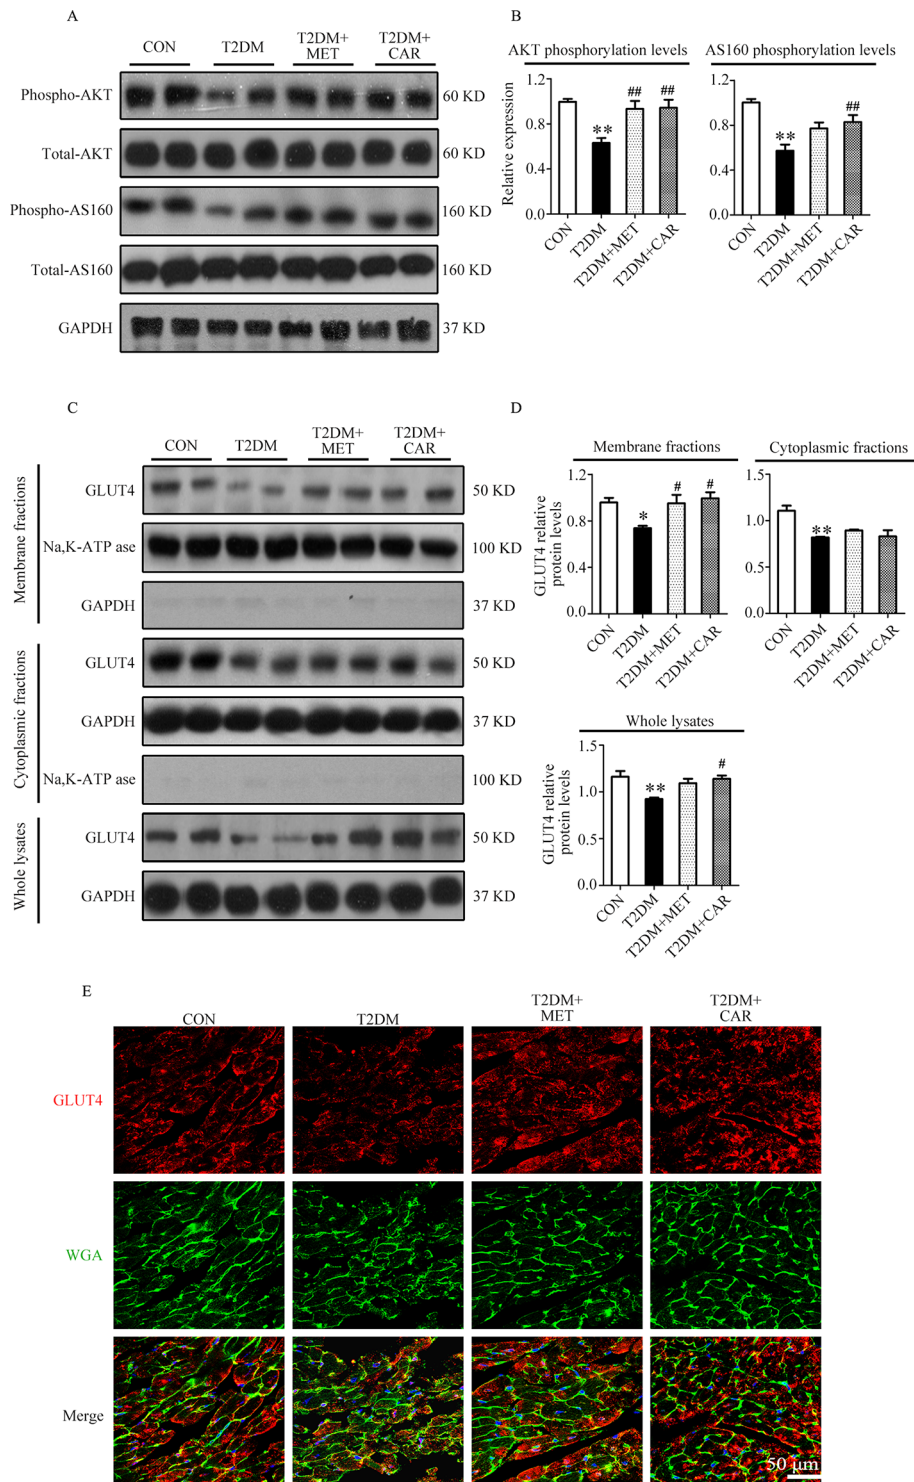 A
CON
T2DM
T2DM+
MET
T2DM+
CAR
Phospho-AKT
60 KD
Total-AKT
60 KD
Phospho-AS160
160 KD
Total-AS160
160 KD
GAPDH
37 KD
B
AKT phosphorylation levels
Relative expression
1.2
0.8
0.4
0.0
**
##
##
CON
T2DM
T2DM+MET
T2DM+CAR
AS160 phosphorylation levels
1.2
0.8
0.4
0.0
**
##
CON
T2DM
T2DM+MET
T2DM+CAR
C
CON
T2DM
T2DM+
MET
T2DM+
CAR
Membrane fractions
GLUT4
50 KD
Na,K-ATP ase
100 KD
GAPDH
37 KD
Cytoplasmic fractions
GLUT4
50 KD
GAPDH
37 KD
Na,K-ATP ase
100 KD
Whole lysates
GLUT4
50 KD
GAPDH
37 KD
D
Membrane fractions
GLUT4 relative
protein levels
1.2
0.8
0.4
0.0
*
#
#
CON
T2DM
T2DM+MET
T2DM+CAR
Cytoplasmic fractions
1.5
1.0
0.5
0.0
**
CON
T2DM
T2DM+MET
T2DM+CAR
Whole lysates
GLUT4 relative
protein levels
1.5
1.0
1.2
0.0
**
#
CON
T2DM
T2DM+MET
T2DM+CAR
E
CON
T2DM
T2DM+
MET
T2DM+
CAR
GLUT4
WGA
Merge
50 μm